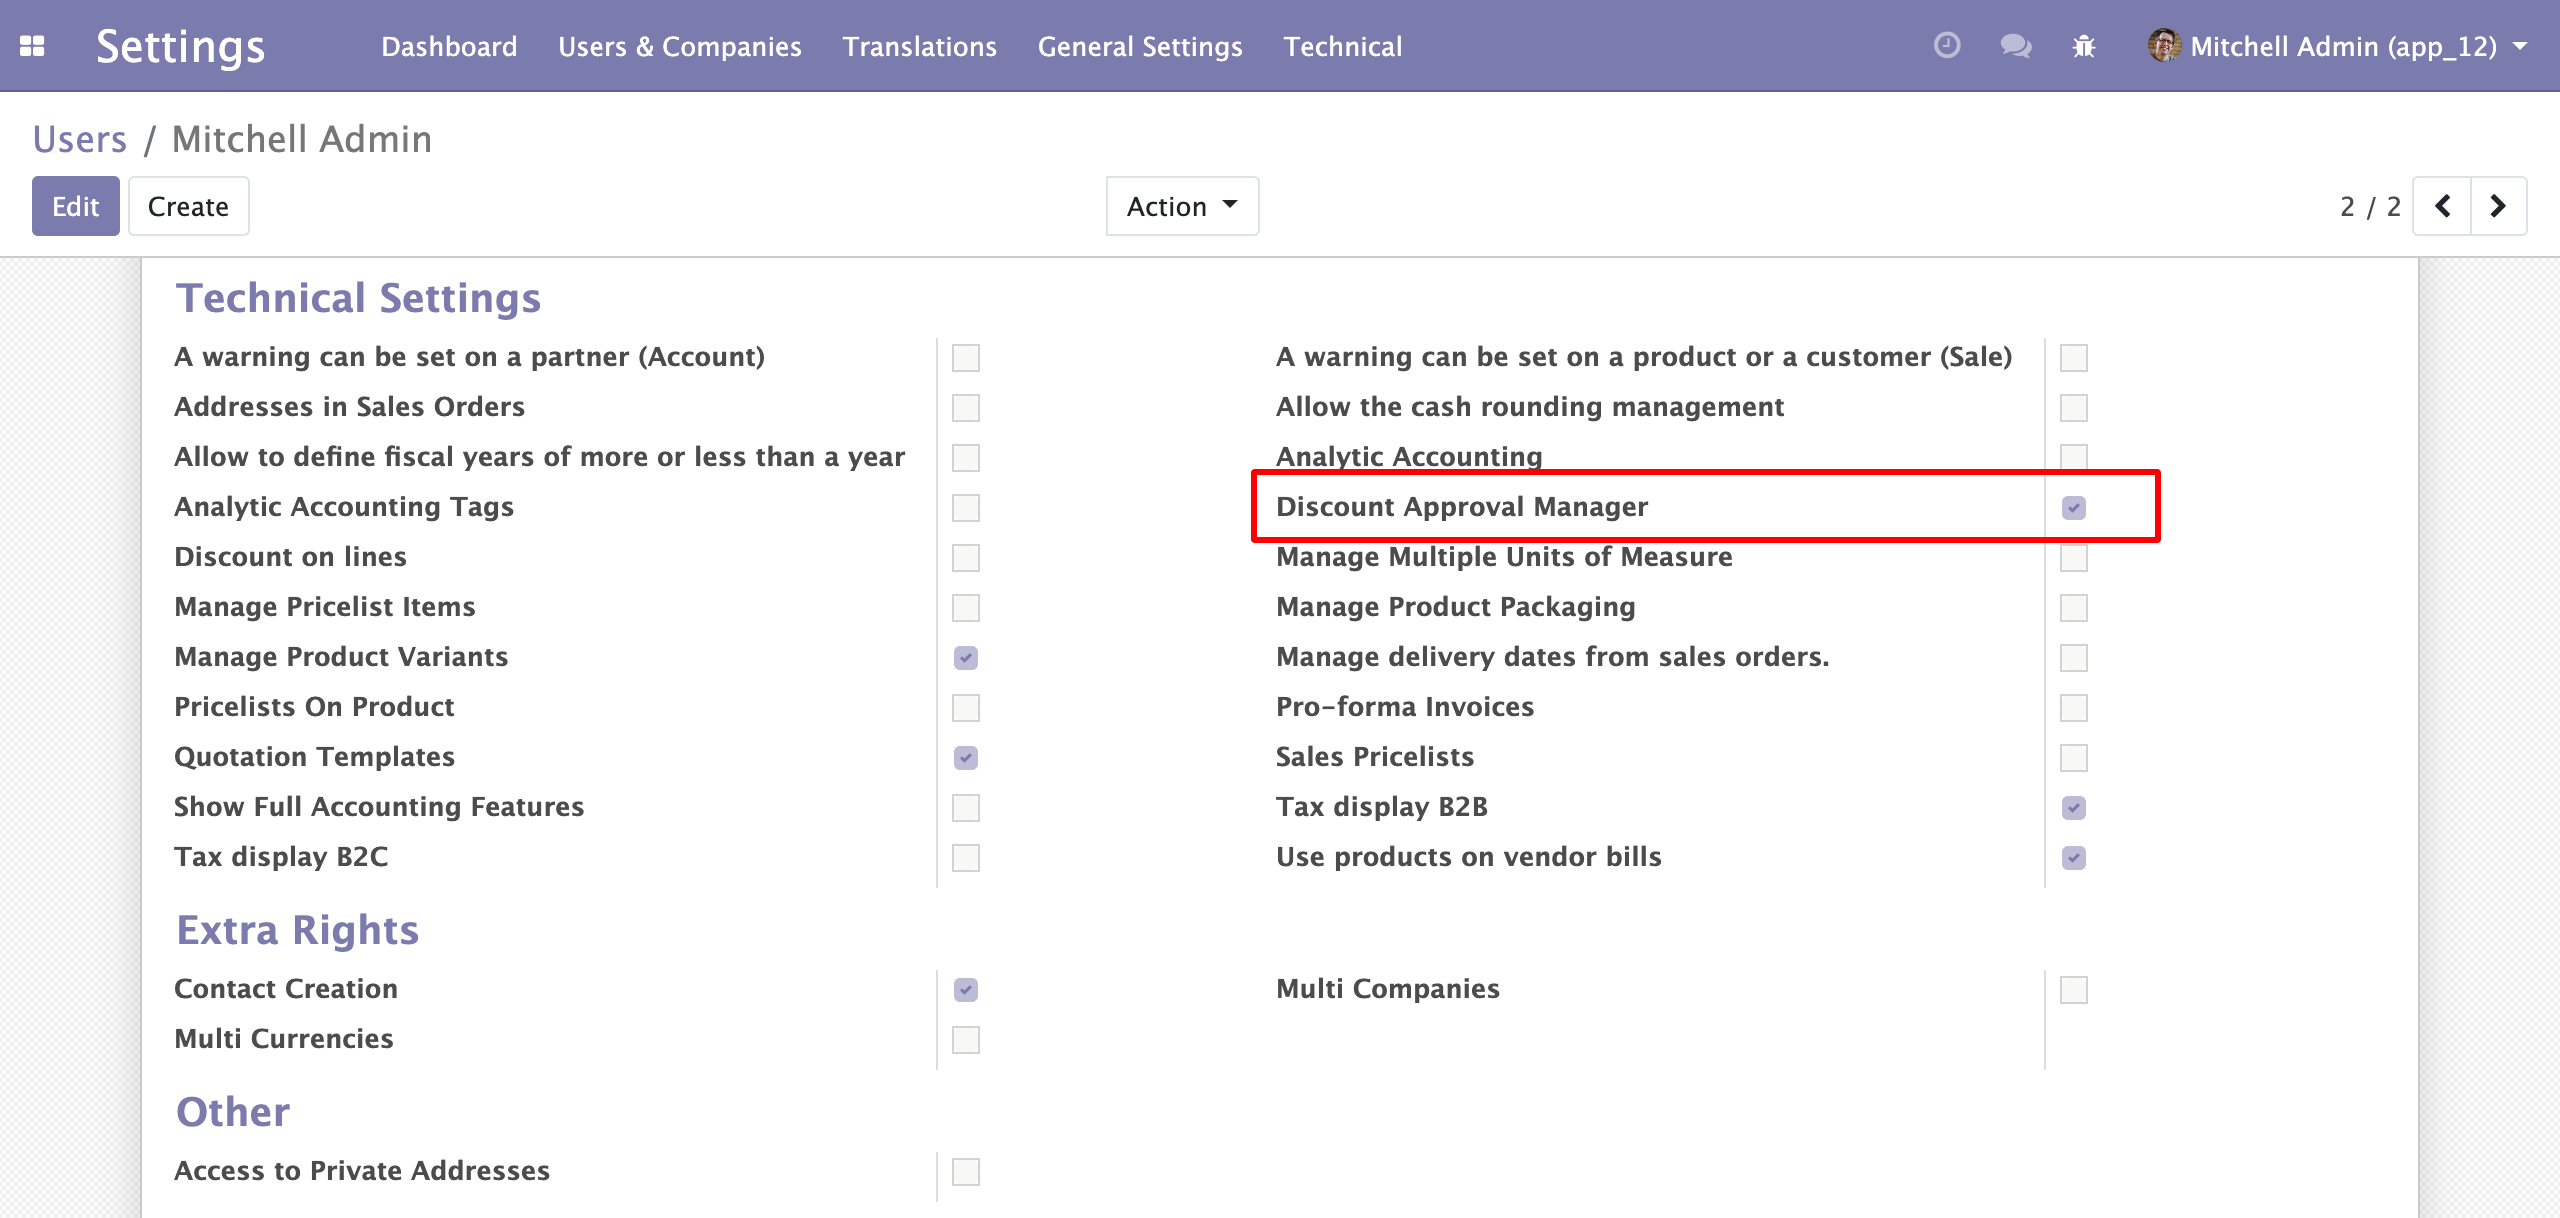 Settings Dashboard Users & Companies Translations General Settings Technical Mitchell Admin (app_12)
Users / Mitchell Admin
Edit Create Action 2 / 2
Technical Settings
A warning can be set on a partner (Account) A warning can be set on a product or a customer (Sale)
Addresses in Sales Orders Allow the cash rounding management
Allow to define fiscal years of more or less than a year Analytic Accounting
Analytic Accounting Tags Discount Approval Manager
Discount on lines Manage Multiple Units of Measure
Manage Pricelist Items Manage Product Packaging
Manage Product Variants Manage delivery dates from sales orders.
Pricelists On Product Pro-forma Invoices
Quotation Templates Sales Pricelists
Show Full Accounting Features Tax display B2B
Tax display B2C Use products on vendor bills
Extra Rights
Contact Creation Multi Companies
Multi Currencies
Other
Access to Private Addresses